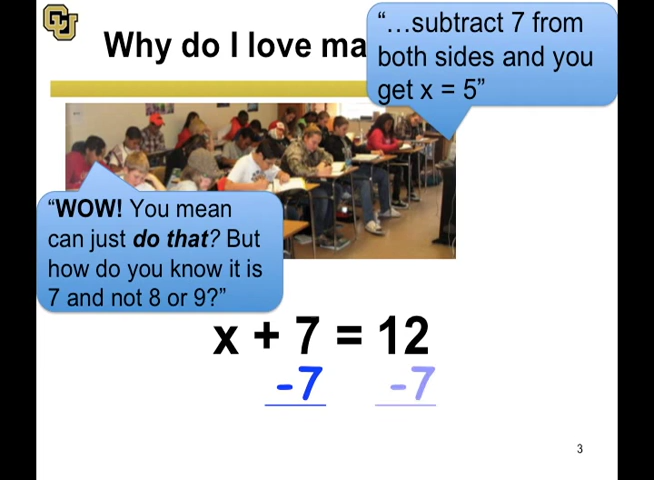 CU
Why do I love ma
“…subtract 7 from
both sides and you
get x = 5”
“WOW! You mean
can just do that? But
how do you know it is
7 and not 8 or 9?”
x + 7 = 12
-7 -7
3